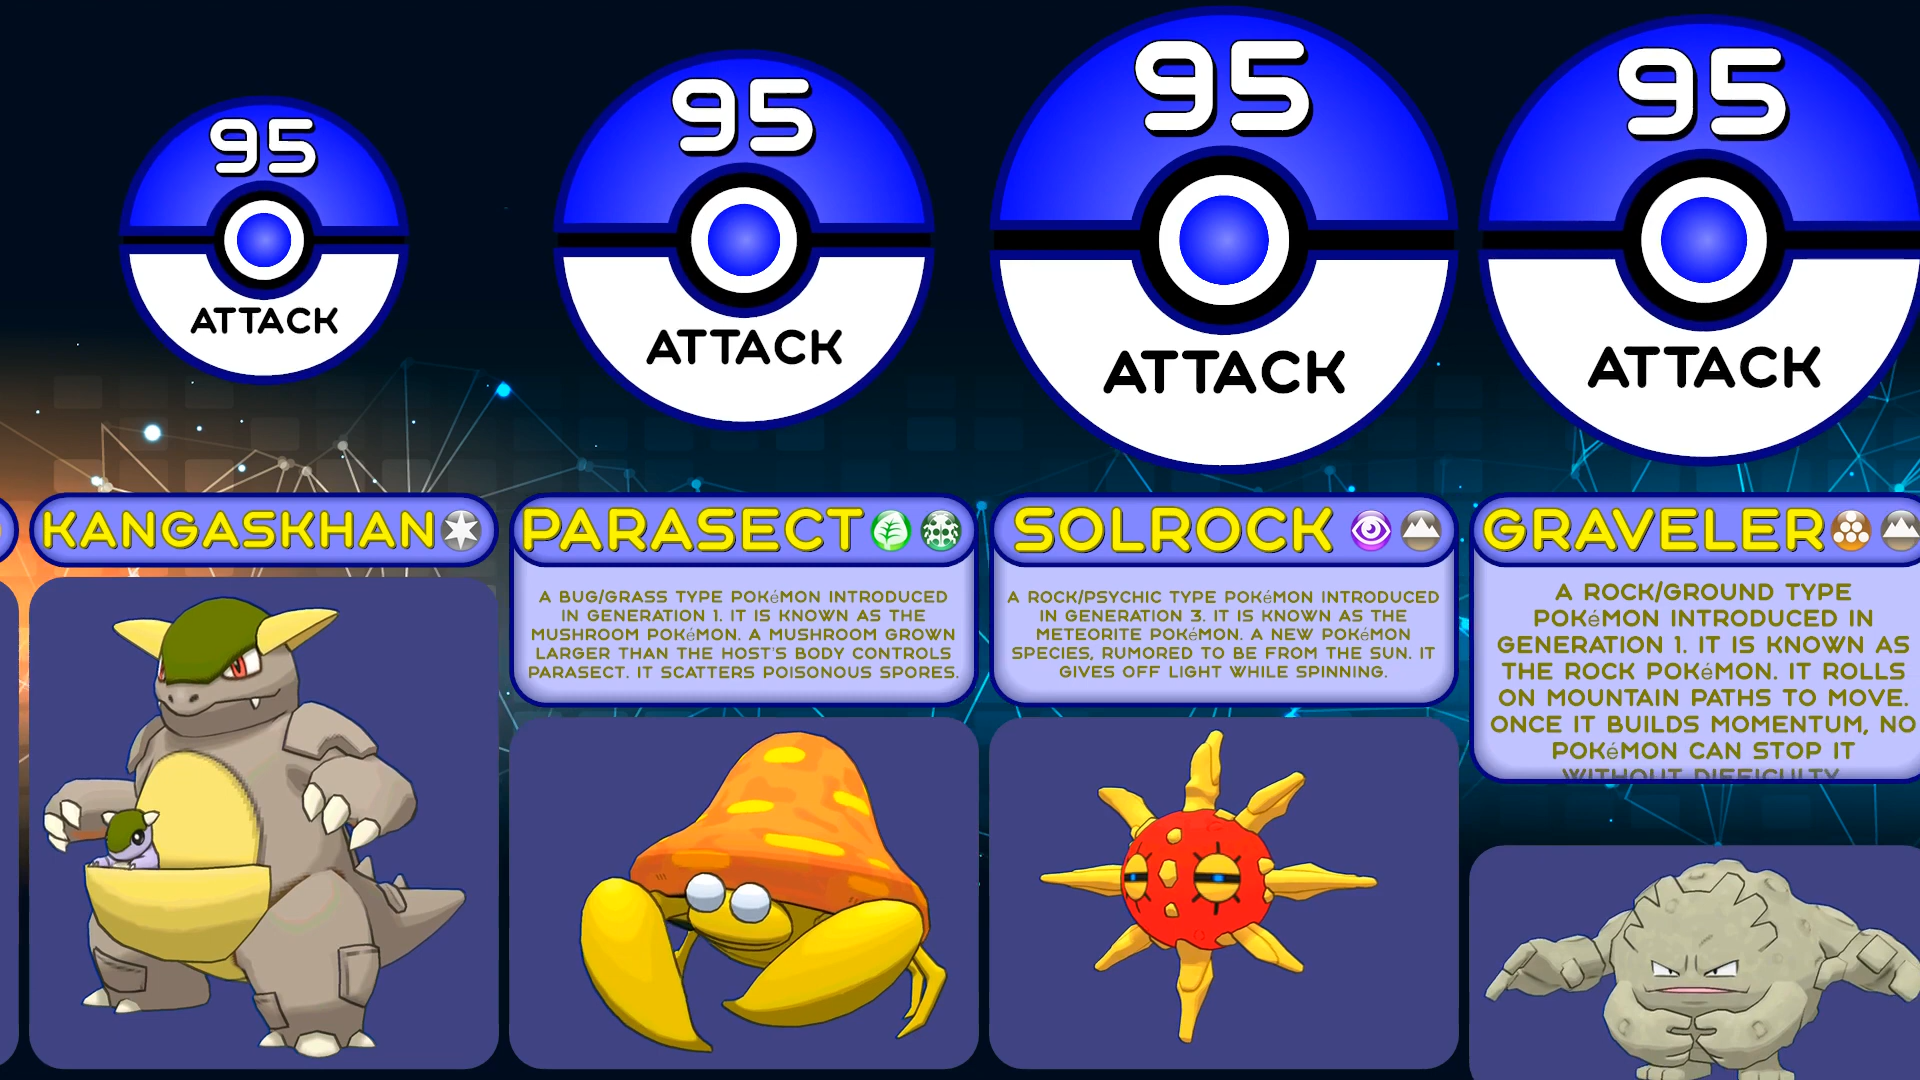 95
ATTACK
KANGASKHAN
95
ATTACK
PARASECT
A BUG/GRASS TYPE POKéMON INTRODUCED
IN GENERATION 1. IT IS KNOWN AS THE
MUSHROOM POKéMON. A MUSHROOM GROWN
LARGER THAN THE HOST'S BODY CONTROLS
PARASECT. IT SCATTERS POISONOUS SPORES.
95
ATTACK
SOLROCK
A ROCK/PSYCHIC TYPE POKéMON INTRODUCED
IN GENERATION 3. IT IS KNOWN AS THE
METEORITE POKéMON. A NEW POKéMON
SPECIES, RUMORED TO BE FROM THE SUN. IT
GIVES OFF LIGHT WHILE SPINNING.
95
ATTACK
GRAVELER
A ROCK/GROUND TYPE
POKéMON INTRODUCED IN
GENERATION 1. IT IS KNOWN AS
THE ROCK POKéMON. IT ROLLS
ON MOUNTAIN PATHS TO MOVE.
ONCE IT BUILDS MOMENTUM, NO
POKéMON CAN STOP IT
WITHOUT DIFFICULTY